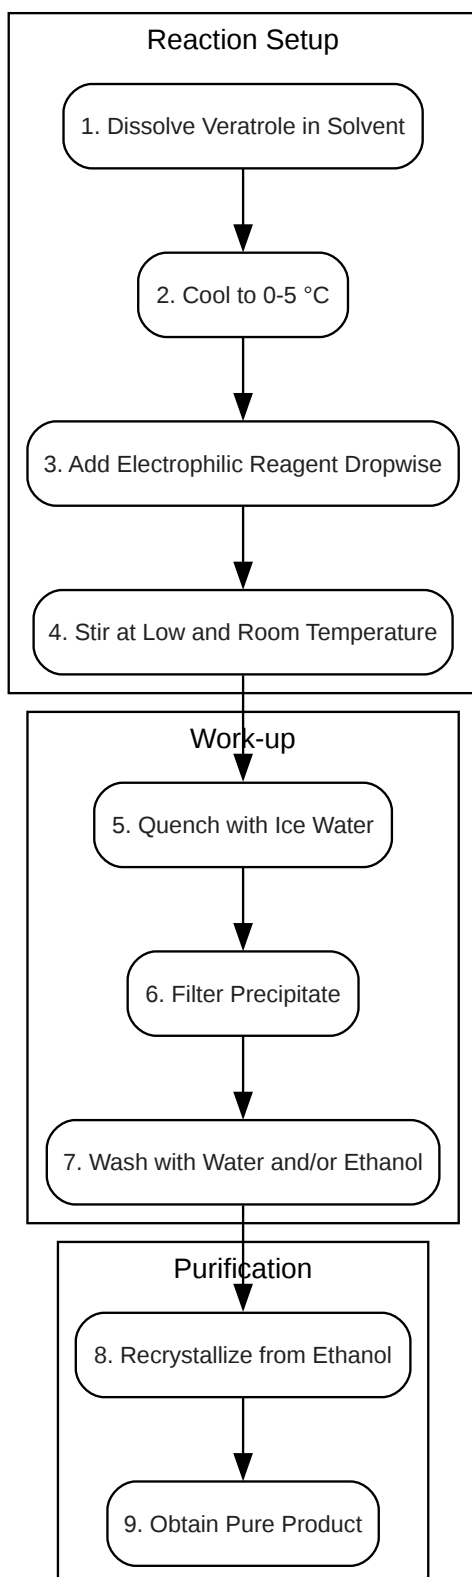 Reaction Setup
1. Dissolve Veratrole in Solvent
2. Cool to 0-5 °C
3. Add Electrophilic Reagent Dropwise
4. Stir at Low and Room Temperature
Work-up
5. Quench with Ice Water
6. Filter Precipitate
7. Wash with Water and/or Ethanol
Purification
8. Recrystallize from Ethanol
9. Obtain Pure Product